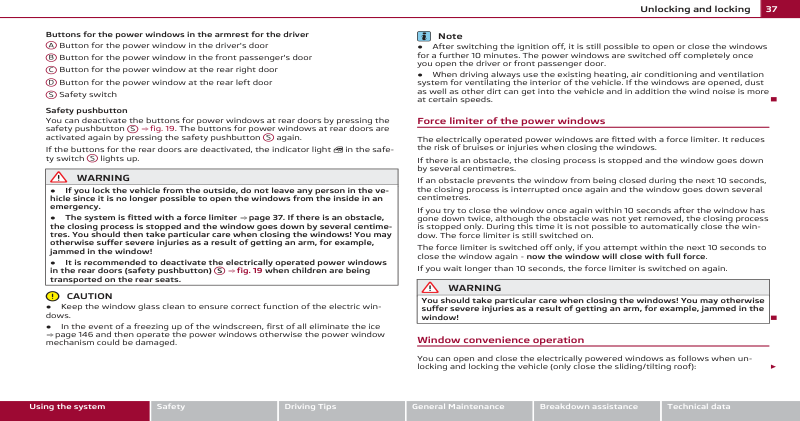 Unlocking and locking 37
Buttons for the power windows in the armrest for the driver
A Button for the power window in the driver's door
B Button for the power window in the front passenger's door
C Button for the power window at the rear right door
D Button for the power window at the rear left door
S Safety switch
Safety pushbutton
You can deactivate the buttons for power windows at rear doors by pressing the
safety pushbutton S ⇒ fig. 19. The buttons for power windows at rear doors are
activated again by pressing the safety pushbutton S again.
If the buttons for the rear doors are deactivated, the indicator light in the safe-
ty switch S lights up.
WARNING
● If you lock the vehicle from the outside, do not leave any person in the ve-
hicle since it is no longer possible to open the windows from the inside in an
emergency.
● The system is fitted with a force limiter ⇒ page 37. If there is an obstacle,
the closing process is stopped and the window goes down by several centime-
tres. You should then take particular care when closing the windows! You may
otherwise suffer severe injuries as a result of getting an arm, for example,
jammed in the window!
● It is recommended to deactivate the electrically operated power windows
in the rear doors (safety pushbutton) S ⇒ fig. 19 when children are being
transported on the rear seats.
CAUTION
● Keep the window glass clean to ensure correct function of the electric win-
dows.
● In the event of a freezing up of the windscreen, first of all eliminate the ice
⇒ page 146 and then operate the power windows otherwise the power window
mechanism could be damaged.
Note
● After switching the ignition off, it is still possible to open or close the windows
for a further 10 minutes. The power windows are switched off completely once
you open the driver or front passenger door.
● When driving always use the existing heating, air conditioning and ventilation
system for ventilating the interior of the vehicle. If the windows are opened, dust
as well as other dirt can get into the vehicle and in addition the wind noise is more
at certain speeds.
Force limiter of the power windows
The electrically operated power windows are fitted with a force limiter. It reduces
the risk of bruises or injuries when closing the windows.
If there is an obstacle, the closing process is stopped and the window goes down
by several centimetres.
If an obstacle prevents the window from being closed during the next 10 seconds,
the closing process is interrupted once again and the window goes down several
centimetres.
If you try to close the window once again within 10 seconds after the window has
gone down twice, although the obstacle was not yet removed, the closing process
is stopped only. During this time it is not possible to automatically close the win-
dow. The force limiter is still switched on.
The force limiter is switched off only, if you attempt within the next 10 seconds to
close the window again - now the window will close with full force.
If you wait longer than 10 seconds, the force limiter is switched on again.
WARNING
You should take particular care when closing the windows! You may otherwise
suffer severe injuries as a result of getting an arm, for example, jammed in the
window!
Window convenience operation
You can open and close the electrically powered windows as follows when un-
locking and locking the vehicle (only close the sliding/tilting roof):
Using the system
Safety
Driving Tips
General Maintenance
Breakdown assistance
Technical data